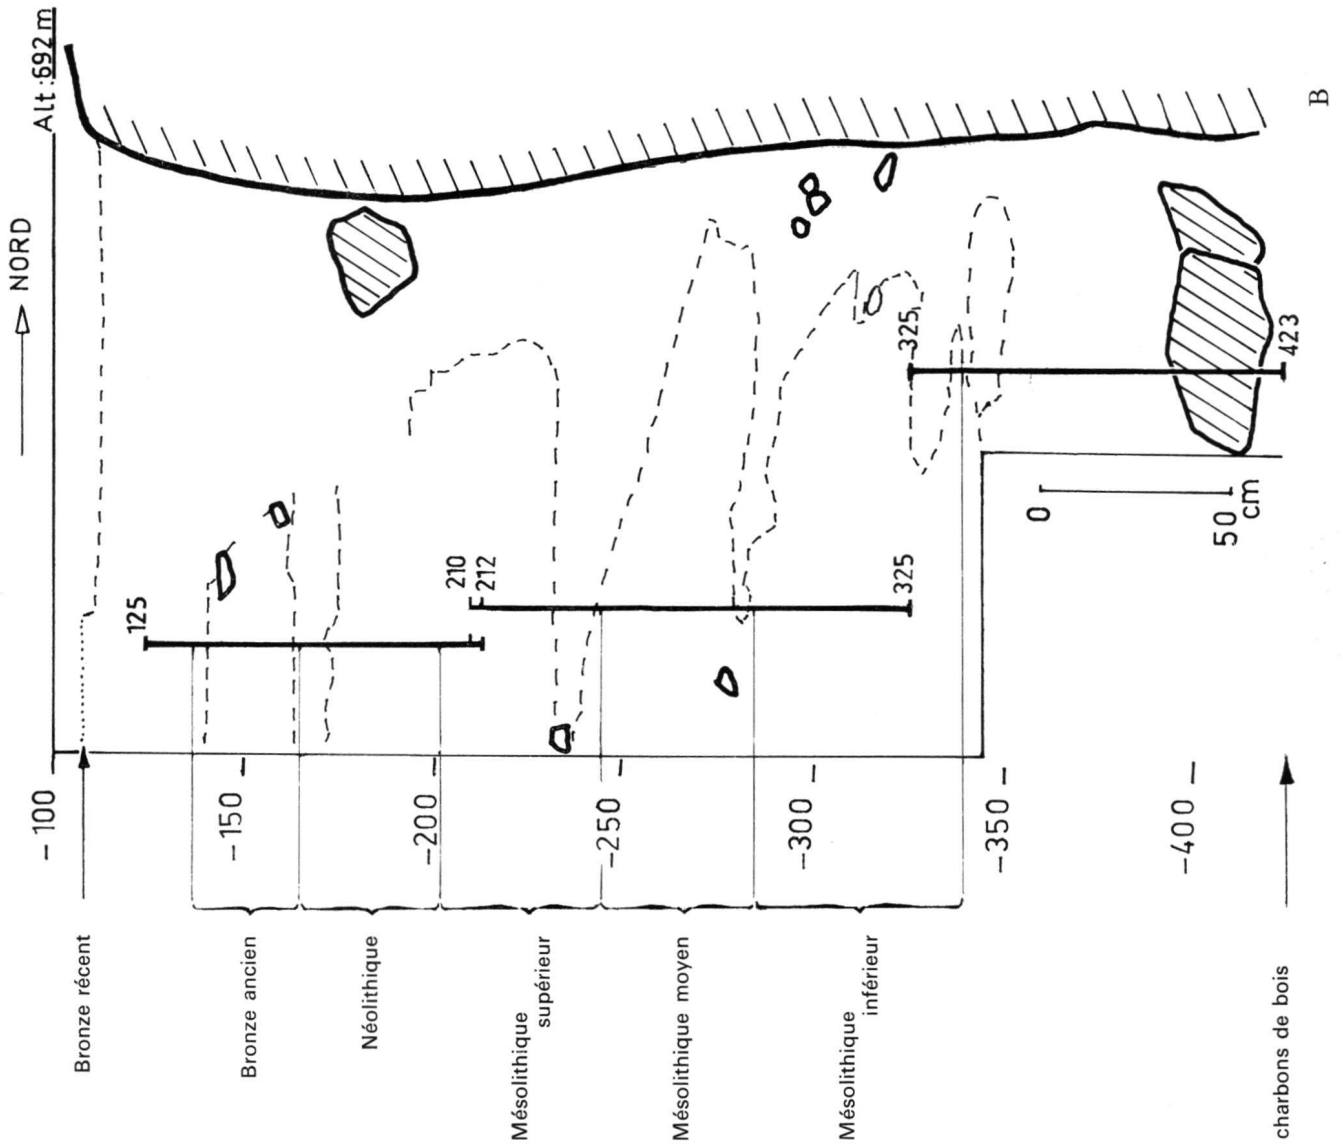 NORD
Alt :692 m
−100
−150
−200
−250
−300
−350
−400
125
210
212
325
325
423
0
50
cm
Bronze récent
Bronze ancien
Néolithique
Mésolithique
supérieur
Mésolithique moyen
Mésolithique
inférieur
charbons de bois
B